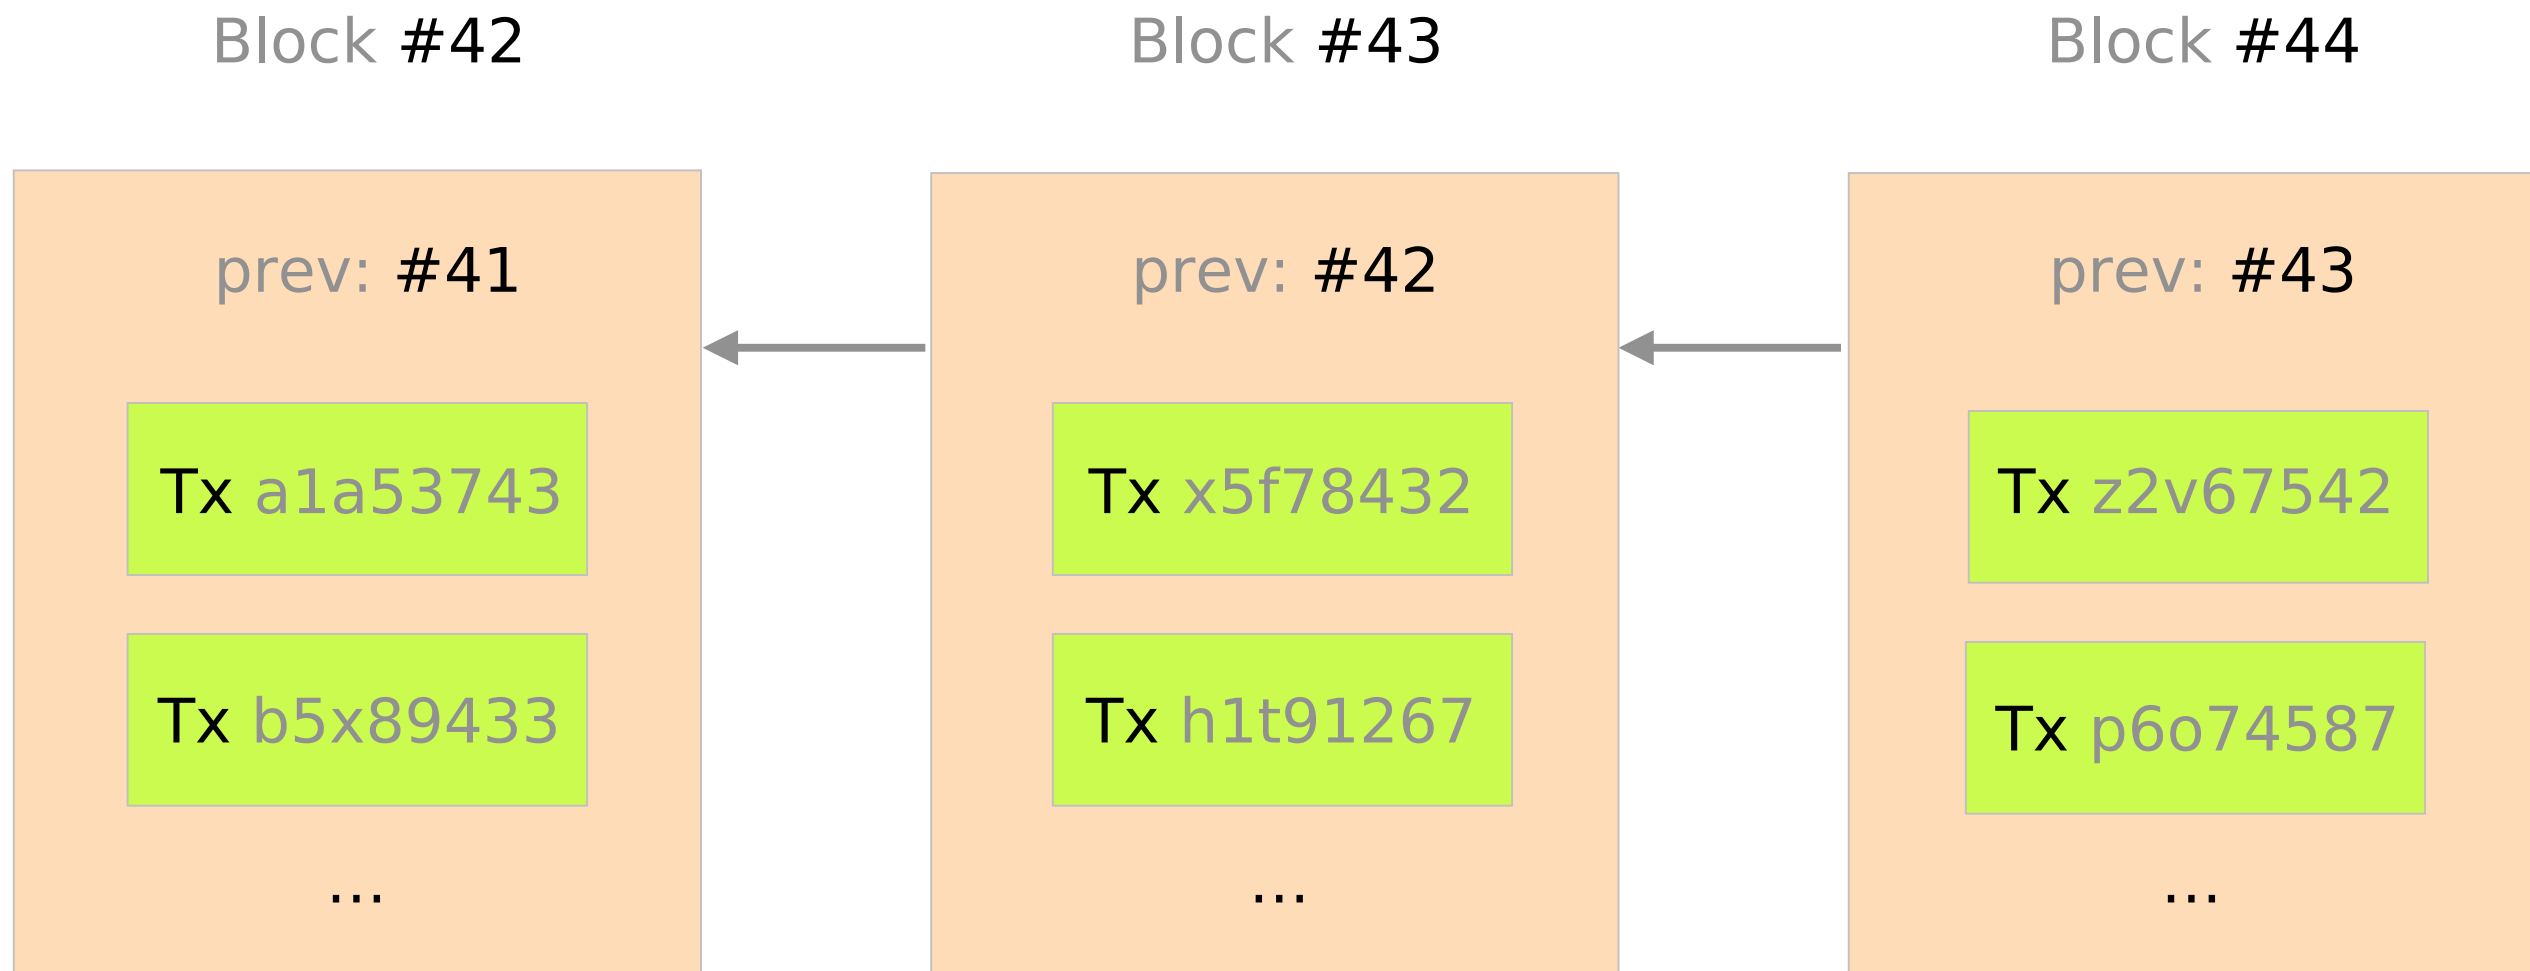 Block #42
prev: #41
Tx a1a53743
Tx b5x89433
...
Block #43
prev: #42
Tx x5f78432
Tx h1t91267
...
Block #44
prev: #43
Tx z2v67542
Tx p6o74587
...